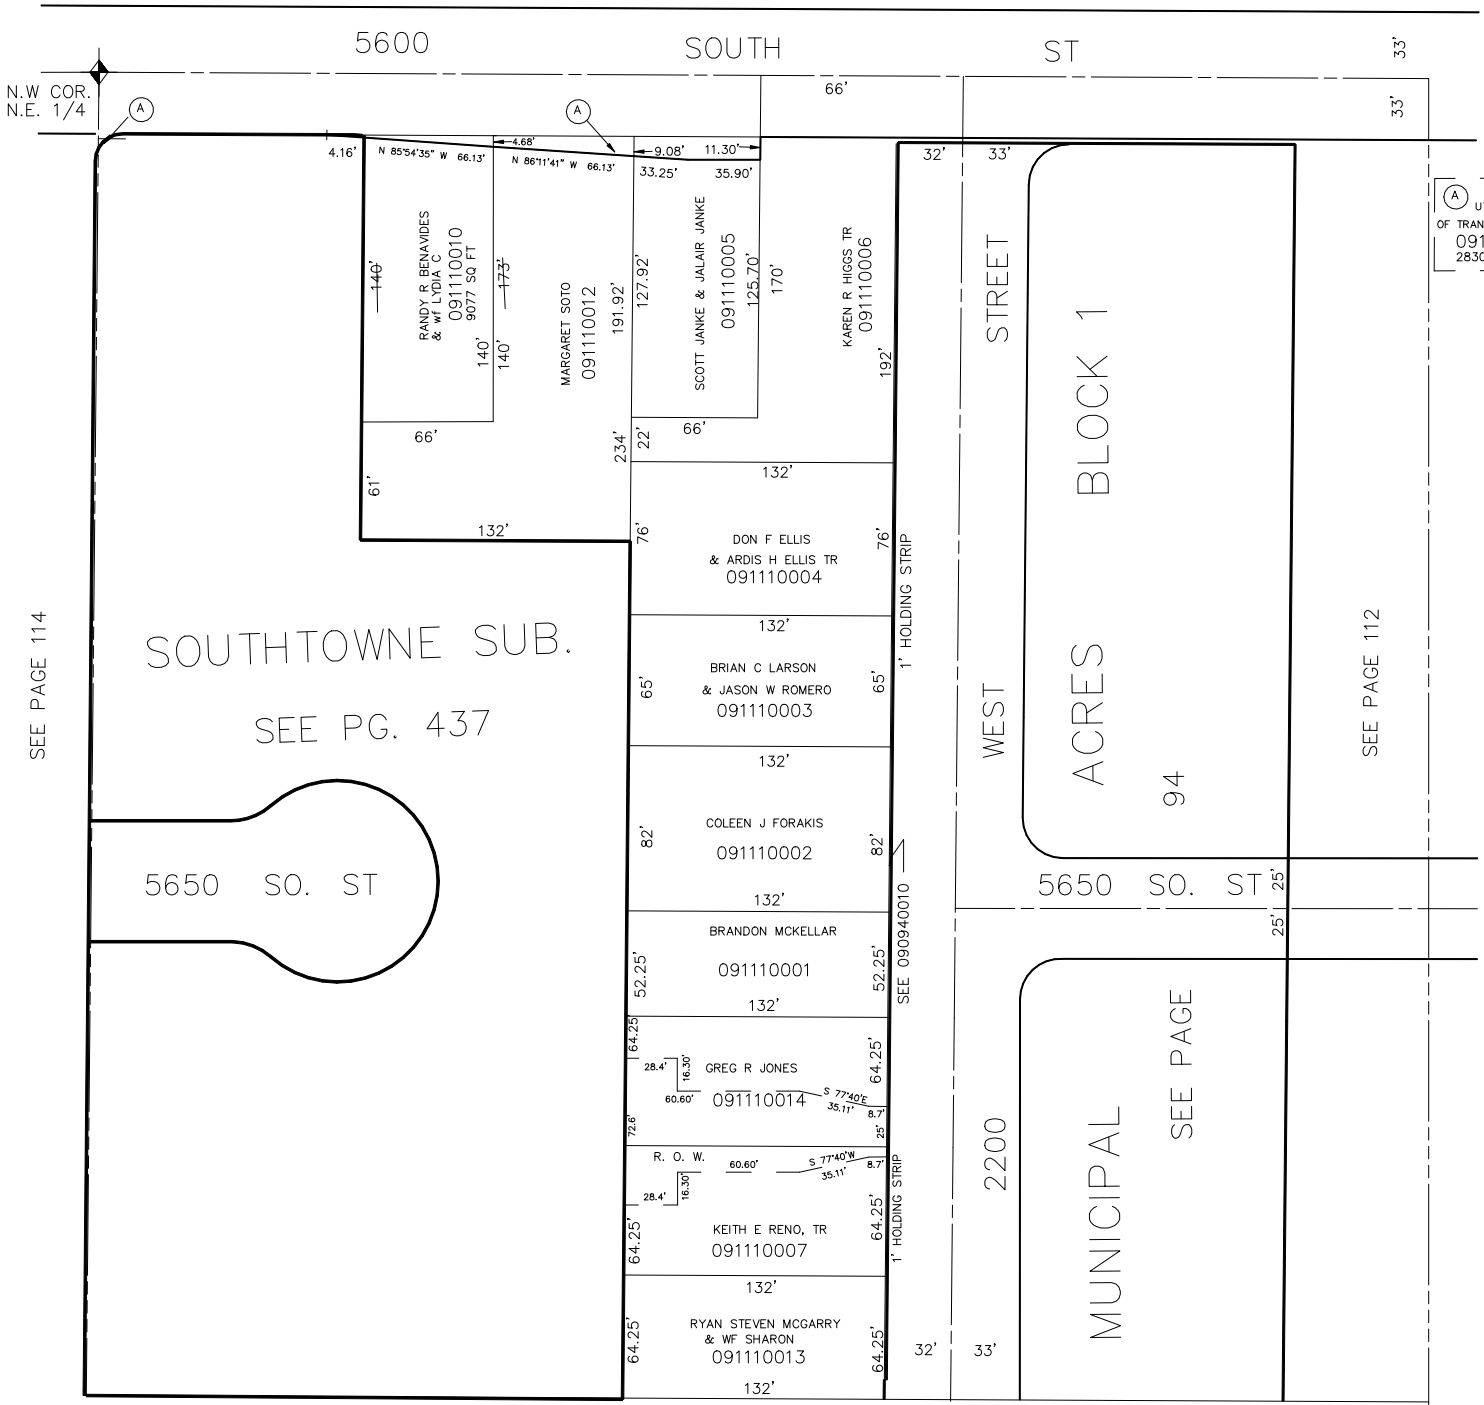 5600 SOUTH ST
33'
66'
33'
N.W COR.
N.E. 1/4
A
A
4.16'
N 85°54'35" W 66.13'
4.68'
N 86°11'41" W 66.13'
9.08'
11.30'
33.25'
35.90'
32'
33'
A
OF TRAN
091
2830
140'
RANDY R BENAVIDES
& wf LYDIA C
091110010
9077 SQ FT
140'
173'
140'
MARGARET SOTO
091110012
191.92'
127.92'
SCOTT JANKE & JALAIR JANKE
091110005
125.70'
170'
KAREN R HIGGS TR
091110006
192'
66'
61'
132'
234'
22'
66'
132'
76'
DON F ELLIS
& ARDIS H ELLIS TR
091110004
76'
132'
65'
BRIAN C LARSON
& JASON W ROMERO
091110003
65'
132'
82'
COLEEN J FORAKIS
091110002
82'
132'
52.25'
BRANDON MCKELLAR
091110001
52.25'
132'
64.25'
28.4'
16.30'
GREG R JONES
60.60'
091110014
S 77°40'E
35.11'
8.7'
64.25'
72.6'
25'
R. O. W.
60.60'
S 77°40'W
35.11'
8.7'
28.4'
16.30'
64.25'
KEITH E RENO, TR
091110007
64.25'
132'
64.25'
RYAN STEVEN MCGARRY
& WF SHARON
091110013
64.25'
132'
SEE PAGE 114
SOUTHTOWNE SUB.
SEE PG. 437
5650 SO. ST
1' HOLDING STRIP
SEE 090940010
1' HOLDING STRIP
2200 WEST STREET
32'
33'
MUNICIPAL ACRES BLOCK 1
SEE PAGE 94
5650 SO. ST
25'
25'
SEE PAGE 112